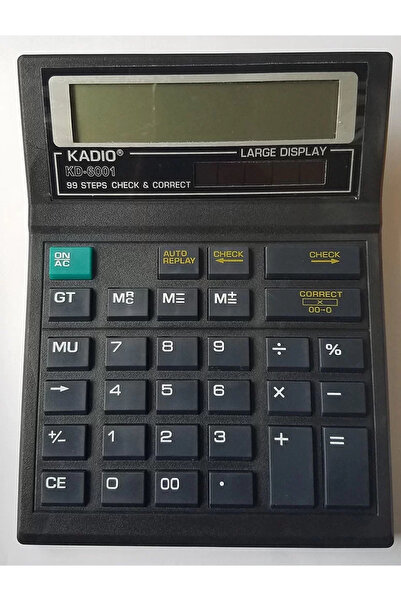 KADIO®
LARGE DISPLAY
KD-6001
99 STEPS CHECK & CORRECT
ON AC
AUTO REPLAY
CHECK ←
CHECK →
GT
MRC
M=
M±
CORRECT
×
00→0
MU
7
8
9
÷
%
→
4
5
6
×
−
+/−
1
2
3
+
=
CE
0
00
.